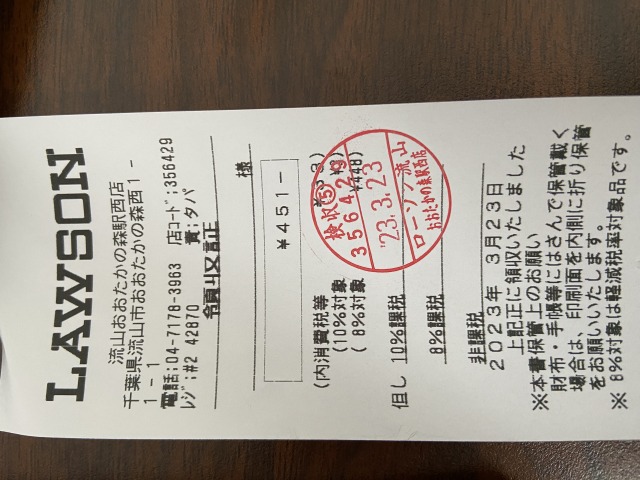 LAWSON
流山おおたかの森駅西店
千葉県流山市おおたかの森西1-
1-1
電話:04-7178-3963 店コード:356429
レジ:#2 42870 責:タバ
領収証
様
¥451-
(内消費税等
(10%対象 ¥3)
(8%対象 ¥448)
但し 10%課税
8%課税
非課税
検収⑤
356429
'23.3.23
ローソン流山
おおたかの森駅西店
2023年 3月23日
上記正に領収いたしました
※本書保管上のお願い
財布・手帳等にはさんで保管戴く
場合は、印刷面を内側に折り保管
をお願いいたします。
※8%対象は軽減税率対象品です。